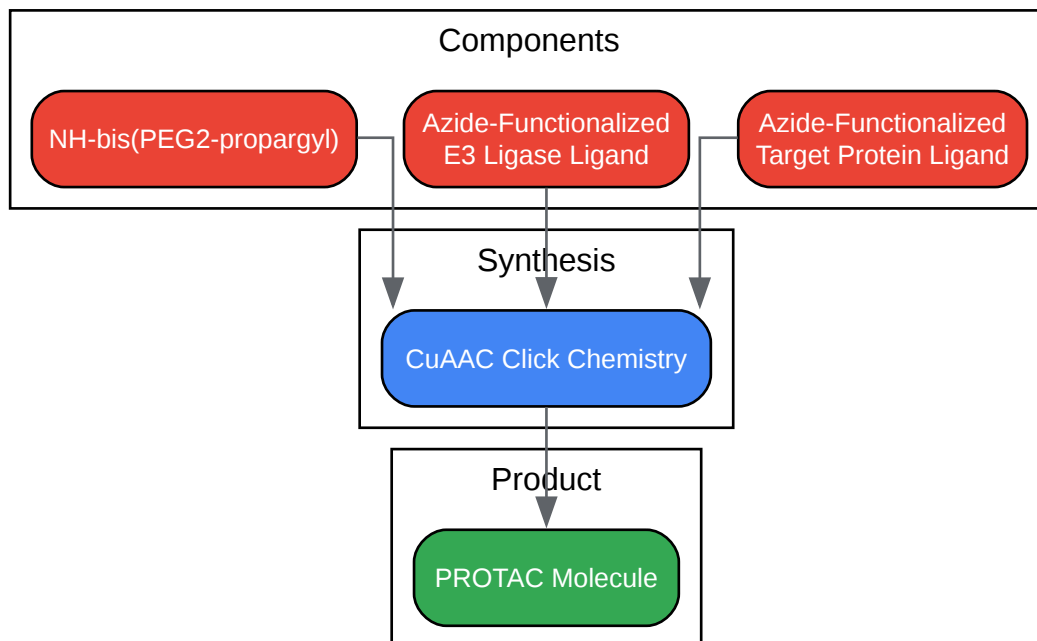 Components
NH-bis(PEG2-propargyl)
Azide-Functionalized
E3 Ligase Ligand
Azide-Functionalized
Target Protein Ligand
Synthesis
CuAAC Click Chemistry
Product
PROTAC Molecule